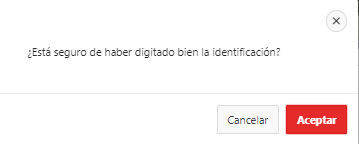 ¿Está seguro de haber digitado bien la identificación?
Cancelar
Aceptar